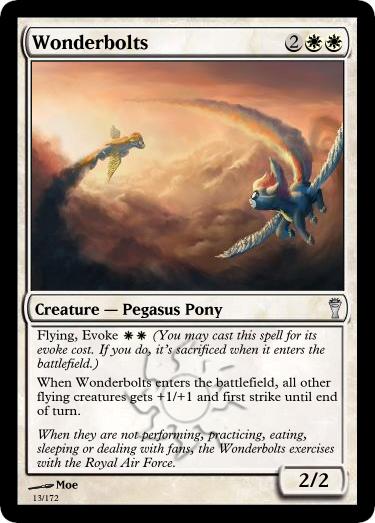 Wonderbolts 2
Creature — Pegasus Pony
Flying, Evoke (You may cast this spell for its
evoke cost. If you do, it's sacrificed when it enters the
battlefield.)
When Wonderbolts enters the battlefield, all other
flying creatures gets +1/+1 and first strike until end
of turn.
When they are not performing, practicing, eating,
sleeping or dealing with fans, the Wonderbolts exercises
with the Royal Air Force.
Moe
2/2
13/172